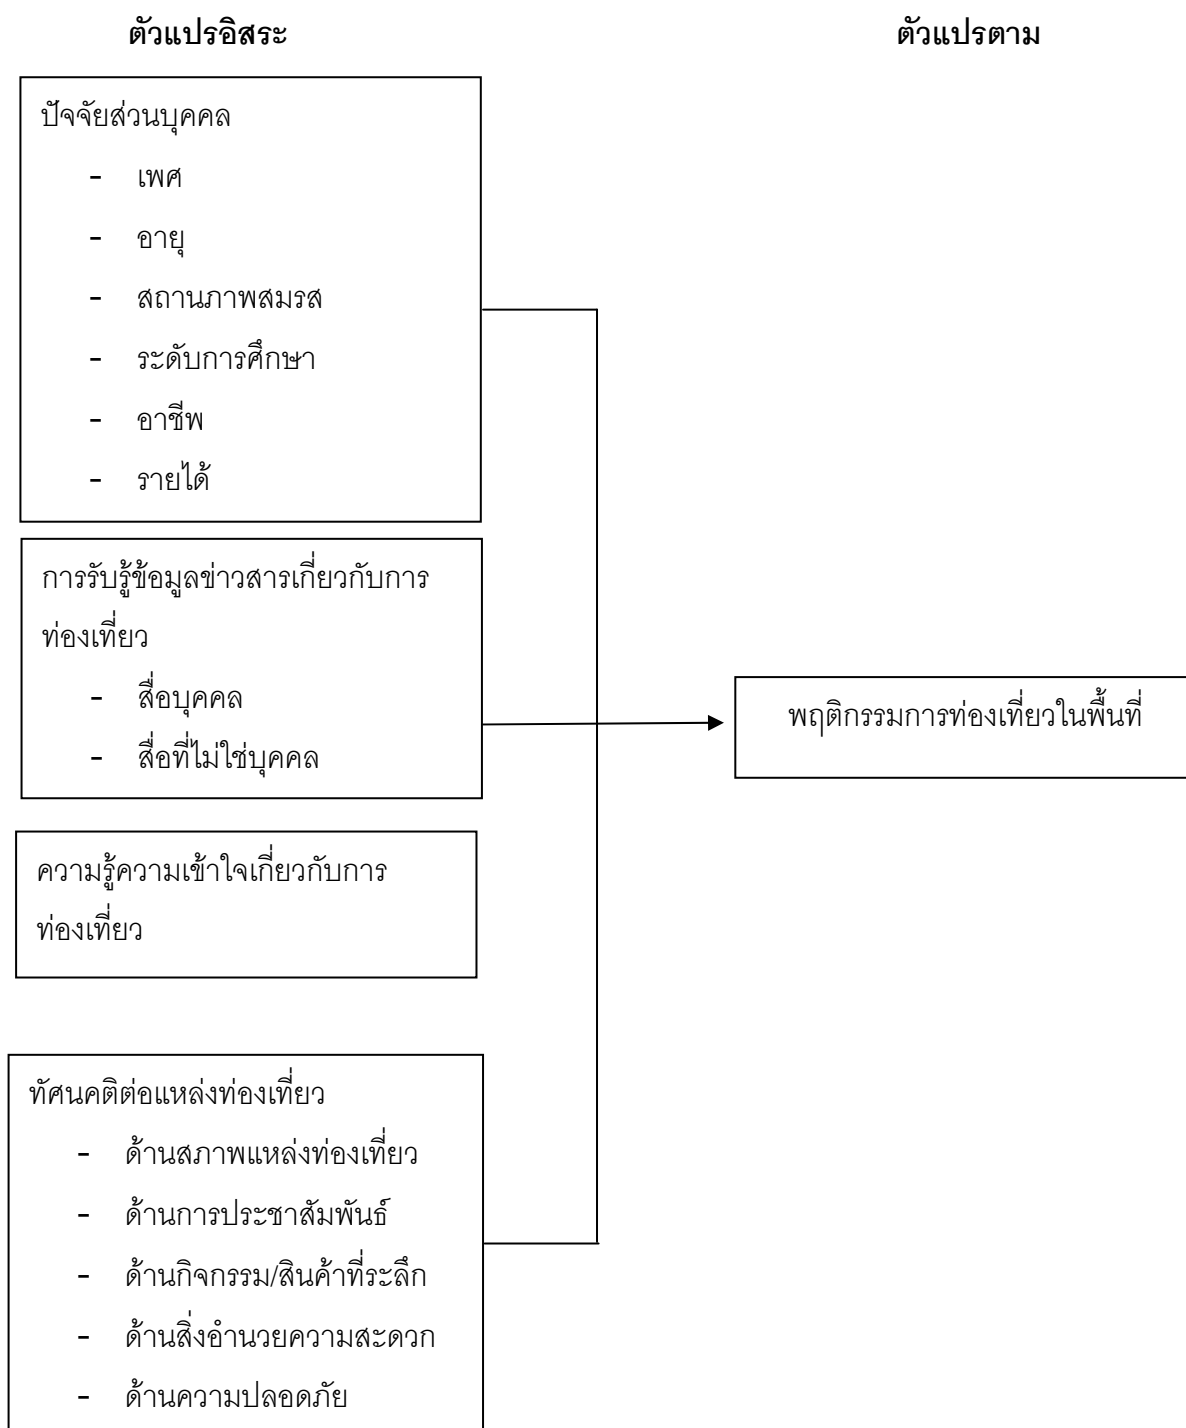 ตัวแปรอิสระ
ตัวแปรตาม
ปัจจัยส่วนบุคคล
- เพศ
- อายุ
- สถานภาพสมรส
- ระดับการศึกษา
- อาชีพ
- รายได้
การรับรู้ข้อมูลข่าวสารเกี่ยวกับการ
ท่องเที่ยว
- สื่อบุคคล
- สื่อที่ไม่ใช่บุคคล
พฤติกรรมการท่องเที่ยวในพื้นที่
ความรู้ความเข้าใจเกี่ยวกับการ
ท่องเที่ยว
ทัศนคติต่อแหล่งท่องเที่ยว
- ด้านสภาพแหล่งท่องเที่ยว
- ด้านการประชาสัมพันธ์
- ด้านกิจกรรม/สินค้าที่ระลึก
- ด้านสิ่งอำนวยความสะดวก
- ด้านความปลอดภัย